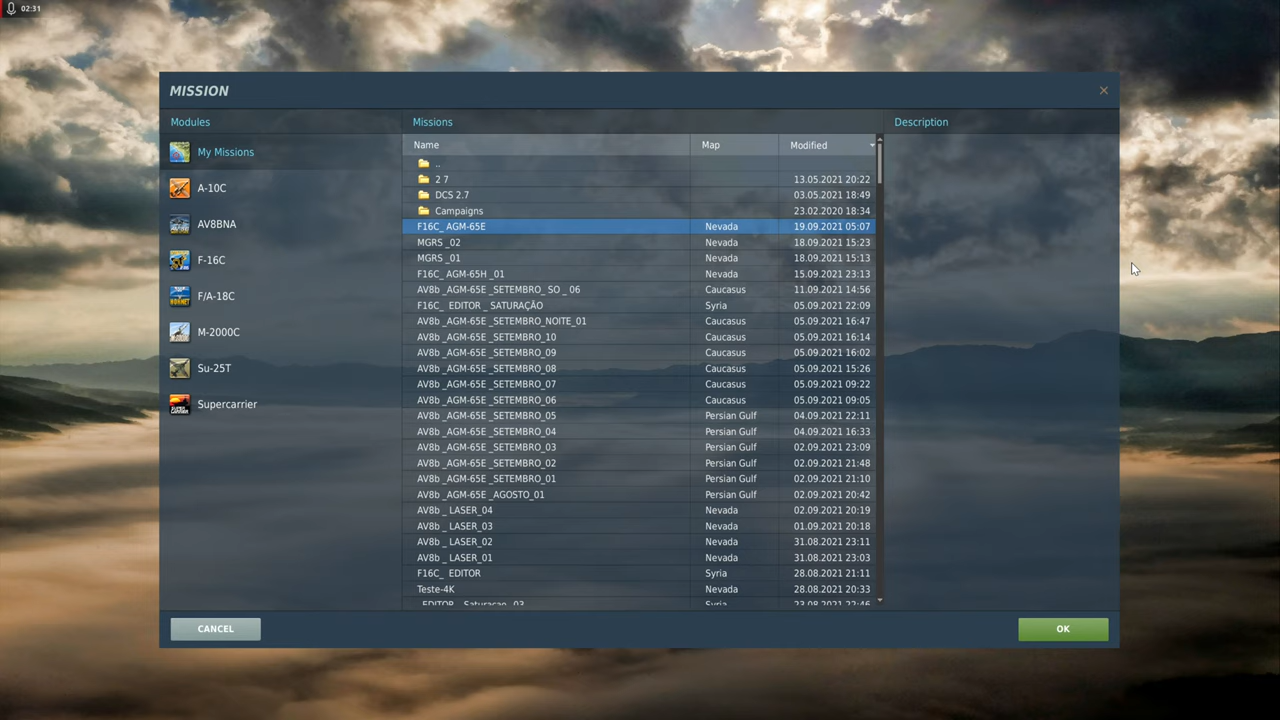 02:31
MISSION
Modules Missions Description
My Missions
A-10C
AV8BNA
F-16C
F/A-18C
M-2000C
Su-25T
Supercarrier
Name Map Modified
..
2 7 13.05.2021 20:22
DCS 2.7 03.05.2021 18:49
Campaigns 23.02.2020 18:34
F16C_ AGM-65E Nevada 19.09.2021 05:07
MGRS _02 Nevada 18.09.2021 15:23
MGRS _01 Nevada 18.09.2021 15:13
F16C_ AGM-65H _01 Nevada 15.09.2021 23:13
AV8b _AGM-65E _SETEMBRO_ SO _ 06 Caucasus 11.09.2021 14:56
F16C_ EDITOR _ SATURAÇÃO Syria 05.09.2021 22:09
AV8b _AGM-65E _SETEMBRO_NOITE_01 Caucasus 05.09.2021 16:47
AV8b _AGM-65E _SETEMBRO_10 Caucasus 05.09.2021 16:14
AV8b _AGM-65E _SETEMBRO_09 Caucasus 05.09.2021 16:02
AV8b _AGM-65E _SETEMBRO_08 Caucasus 05.09.2021 15:26
AV8b _AGM-65E _SETEMBRO_07 Caucasus 05.09.2021 09:22
AV8b _AGM-65E _SETEMBRO_06 Caucasus 05.09.2021 09:05
AV8b _AGM-65E _SETEMBRO_05 Persian Gulf 04.09.2021 22:11
AV8b _AGM-65E _SETEMBRO_04 Persian Gulf 04.09.2021 16:33
AV8b _AGM-65E _SETEMBRO_03 Persian Gulf 02.09.2021 23:09
AV8b _AGM-65E _SETEMBRO_02 Persian Gulf 02.09.2021 21:48
AV8b _AGM-65E _SETEMBRO_01 Persian Gulf 02.09.2021 21:10
AV8b _AGM-65E _AGOSTO_01 Persian Gulf 02.09.2021 20:42
AV8b _ LASER_04 Nevada 02.09.2021 20:19
AV8b _ LASER_03 Nevada 01.09.2021 20:18
AV8b _ LASER_02 Nevada 31.08.2021 23:11
AV8b _ LASER_01 Nevada 31.08.2021 23:03
F16C_ EDITOR Syria 28.08.2021 21:11
Teste-4K Nevada 28.08.2021 20:33
_EDITOR _Saturacao_03 Syria 23.08.2021 22:46
CANCEL OK